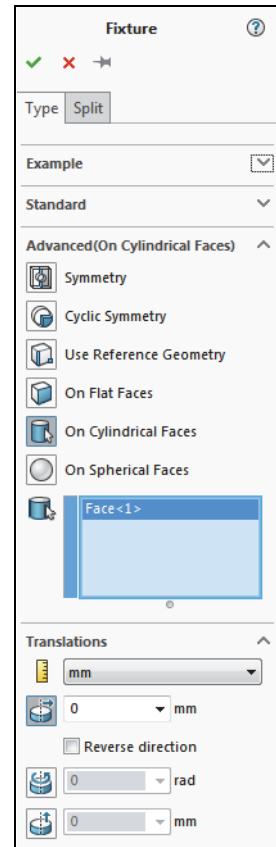 Fixture
Type Split
Example
Standard
Advanced(On Cylindrical Faces)
Symmetry
Cyclic Symmetry
Use Reference Geometry
On Flat Faces
On Cylindrical Faces
On Spherical Faces
Face<1>
Translations
mm
0 mm
Reverse direction
0 rad
0 mm